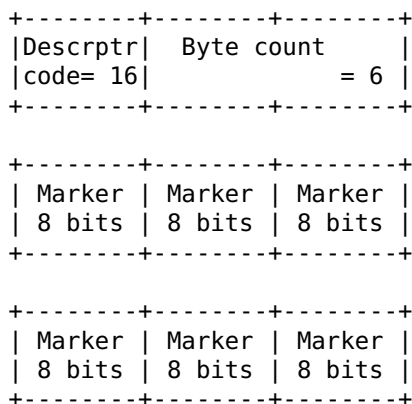 +--------+--------+--------+
|Descrptr|  Byte count     |
|code= 16|             = 6 |
+--------+--------+--------+

+--------+--------+--------+
| Marker | Marker | Marker |
| 8 bits | 8 bits | 8 bits |
+--------+--------+--------+

+--------+--------+--------+
| Marker | Marker | Marker |
| 8 bits | 8 bits | 8 bits |
+--------+--------+--------+